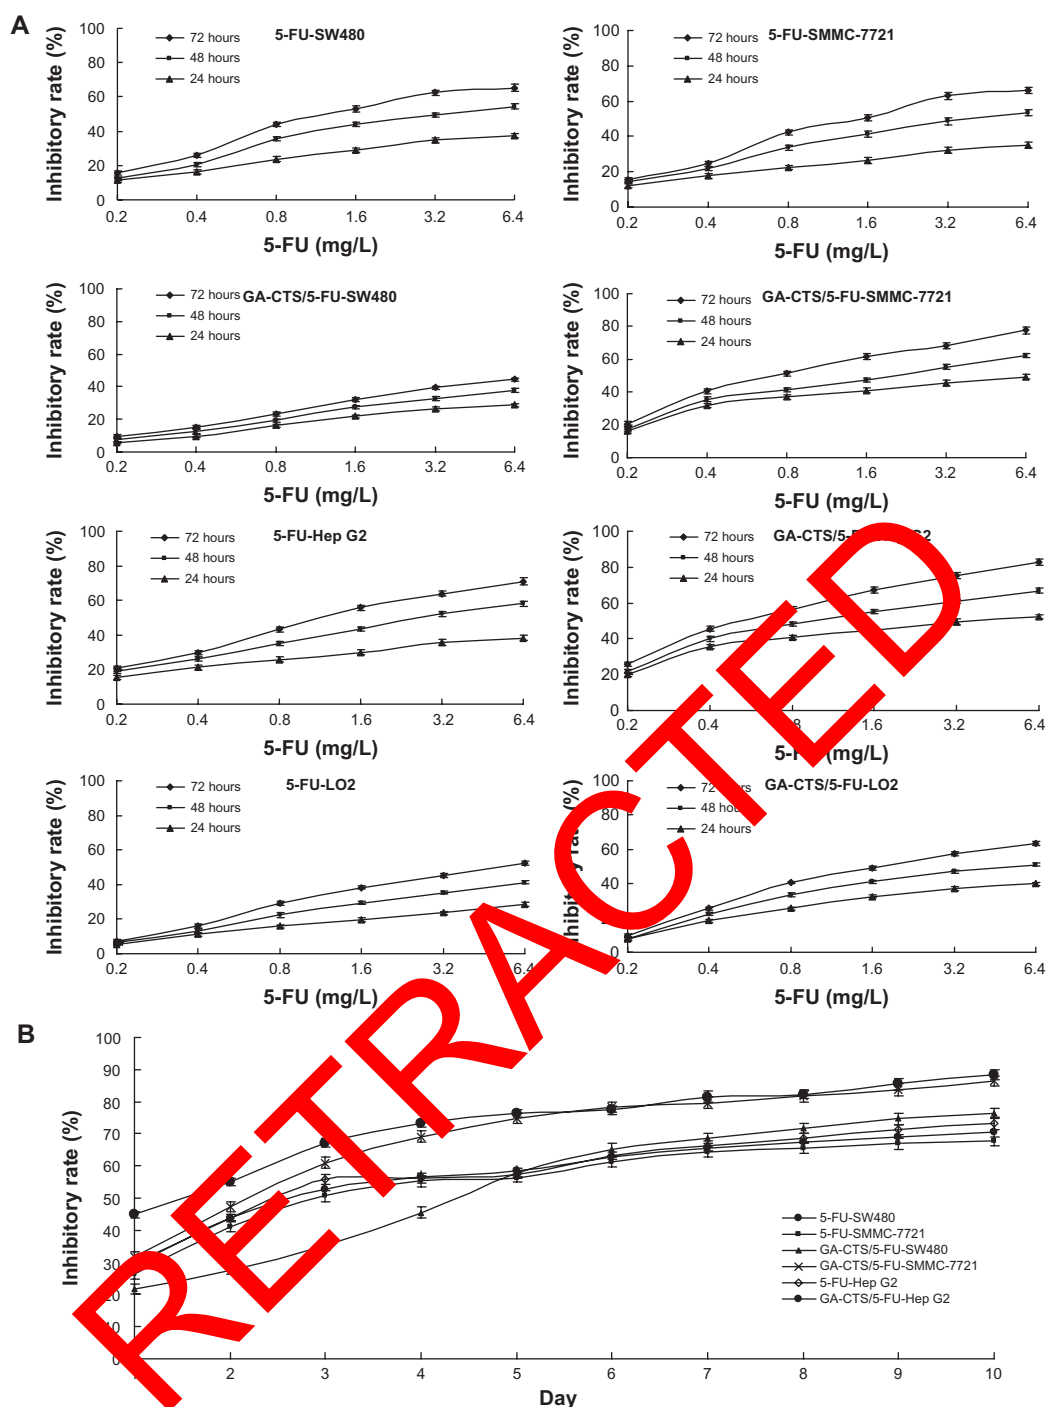 A
5-FU-SW480
Inhibitory rate (%)
100
80
60
40
20
0
72 hours
48 hours
24 hours
0.2 0.4 0.8 1.6 3.2 6.4
5-FU (mg/L)
5-FU-SMMC-7721
Inhibitory rate (%)
100
80
60
40
20
0
72 hours
48 hours
24 hours
0.2 0.4 0.8 1.6 3.2 6.4
5-FU (mg/L)
GA-CTS/5-FU-SW480
Inhibitory rate (%)
100
80
60
40
20
0
72 hours
48 hours
24 hours
0.2 0.4 0.8 1.6 3.2 6.4
5-FU (mg/L)
GA-CTS/5-FU-SMMC-7721
Inhibitory rate (%)
100
80
60
40
20
0
72 hours
48 hours
24 hours
0.2 0.4 0.8 1.6 3.2 6.4
5-FU (mg/L)
5-FU-Hep G2
Inhibitory rate (%)
100
80
60
40
20
0
72 hours
48 hours
24 hours
0.2 0.4 0.8 1.6 3.2 6.4
5-FU (mg/L)
Inhibitory rate (%)
100
80
60
40
20
0
72 hours
48 hours
24 hours
0.2 0.4 1.6 3.2 6.4
(mg/L)
5-FU-LO2
Inhibitory rate (%)
100
80
60
40
20
0
72 hours
48 hours
24 hours
0.2 0.4 0.8 1.6 3.2 6.4
5-FU (mg/L)
GA-CTS/5-FU-LO2
rate (%)
100
80
60
40
0
48 hours
24 hours
0.2 0.4 0.8 1.6 3.2 6.4
5-FU (mg/L)
B
Inhibitory rate (%)
100
90
80
70
60
50
40
30
2 3 4 5 6 7 8 9 10
Day
5-FU-SW480
5-FU-SMMC-7721
GA-CTS/5-FU-SW480
GA-CTS/5-FU-SMMC-7721
5-FU-Hep G2
GA-CTS/5-FU-Hep G2
RETRACTED